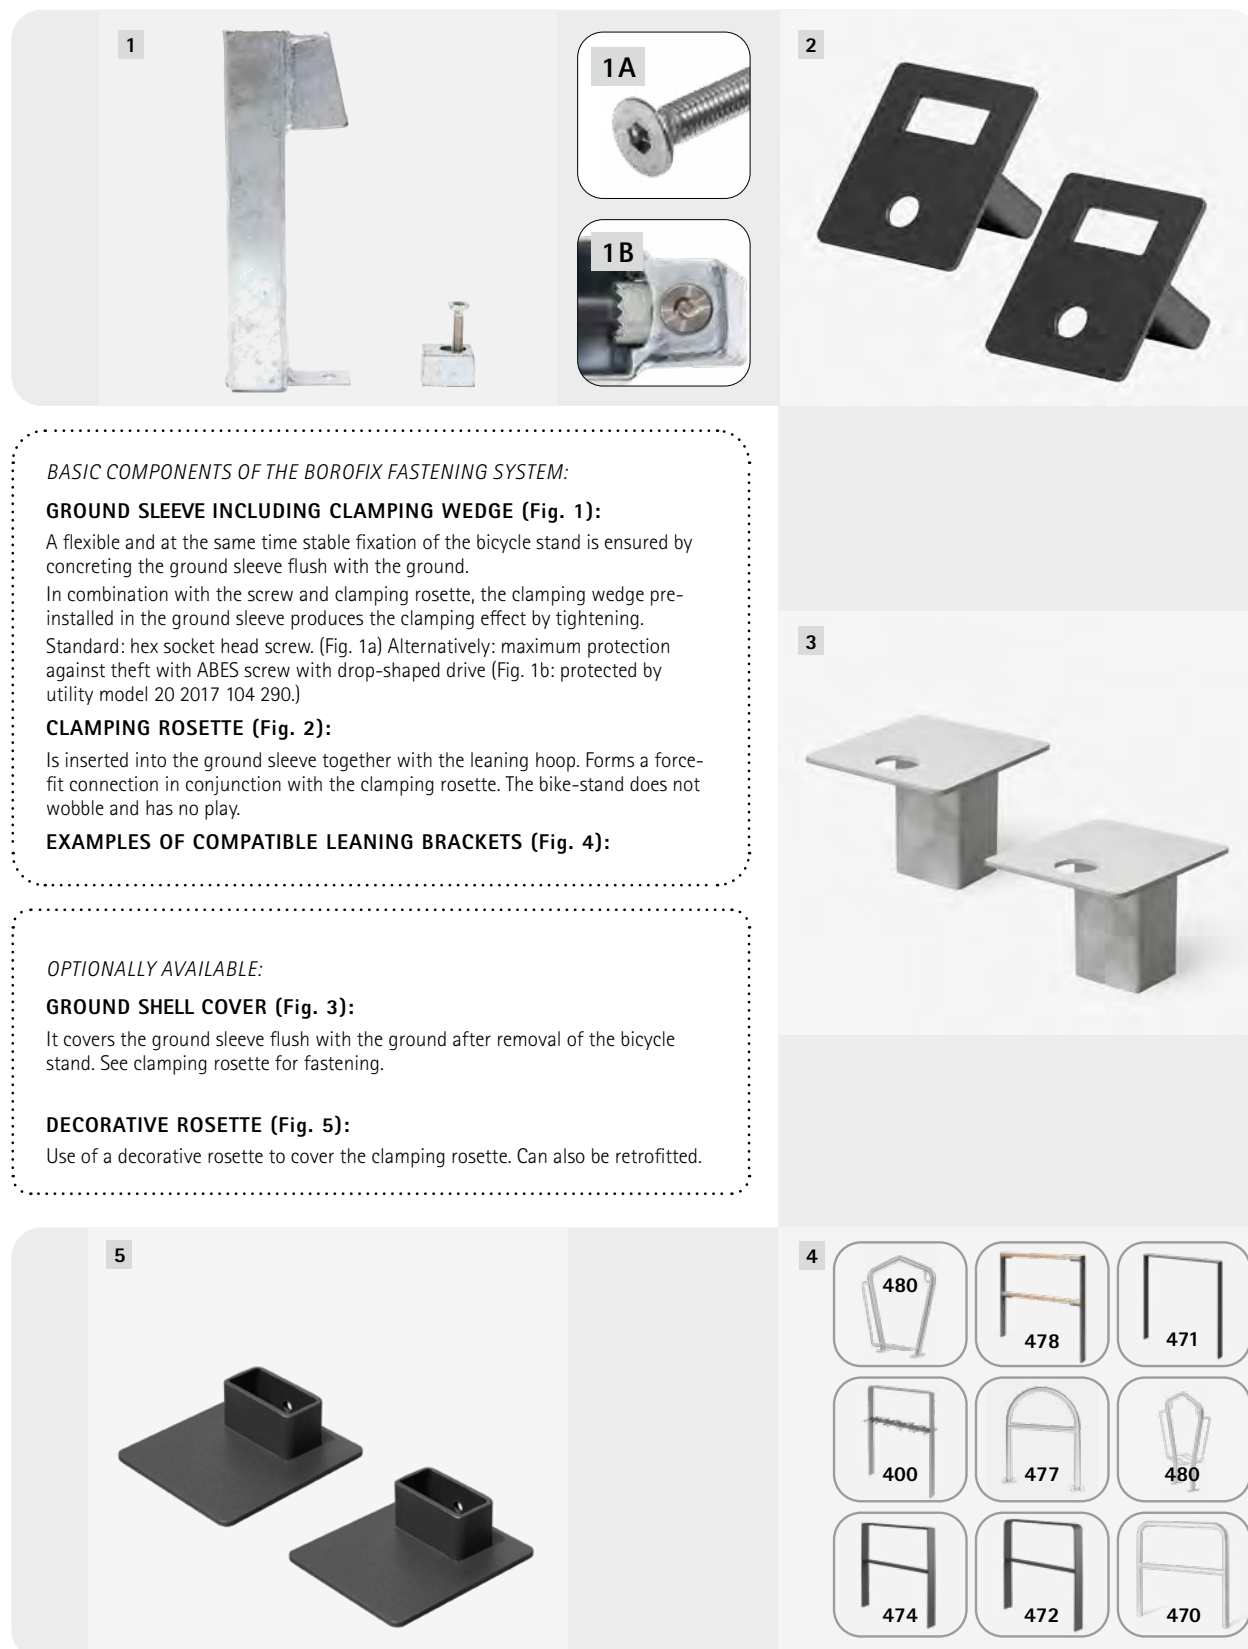 1
1A
1B
2
BASIC COMPONENTS OF THE BOROFIX FASTENING SYSTEM:
GROUND SLEEVE INCLUDING CLAMPING WEDGE (Fig. 1):
A flexible and at the same time stable fixation of the bicycle stand is ensured by
concreting the ground sleeve flush with the ground.
In combination with the screw and clamping rosette, the clamping wedge pre-
installed in the ground sleeve produces the clamping effect by tightening.
Standard: hex socket head screw. (Fig. 1a) Alternatively: maximum protection
against theft with ABES screw with drop-shaped drive (Fig. 1b: protected by
utility model 20 2017 104 290.)
CLAMPING ROSETTE (Fig. 2):
Is inserted into the ground sleeve together with the leaning hoop. Forms a force-
fit connection in conjunction with the clamping rosette. The bike-stand does not
wobble and has no play.
EXAMPLES OF COMPATIBLE LEANING BRACKETS (Fig. 4):
3
OPTIONALLY AVAILABLE:
GROUND SHELL COVER (Fig. 3):
It covers the ground sleeve flush with the ground after removal of the bicycle
stand. See clamping rosette for fastening.
DECORATIVE ROSETTE (Fig. 5):
Use of a decorative rosette to cover the clamping rosette. Can also be retrofitted.
5
4
480
478
471
400
477
480
474
472
470